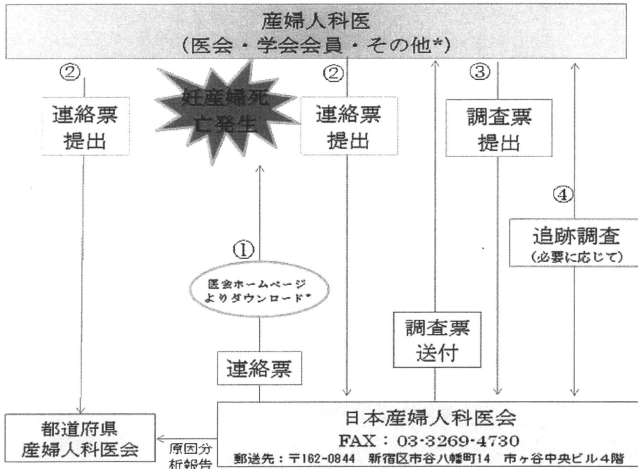 産婦人科医
(医会・学会会員・その他*)
②
連絡票
提出
妊産婦死
亡発生
②
連絡票
提出
③
調査票
提出
④
追跡調査
(必要に応じて)
①
医会ホームページ
よりダウンロード*
連絡票
調査票
送付
都道府県
産婦人科医会
原因分
析報告
日本産婦人科医会
FAX：03-3269-4730
郵送先：〒162-0844 新宿区市谷八幡町14 市ヶ谷中央ビル4階